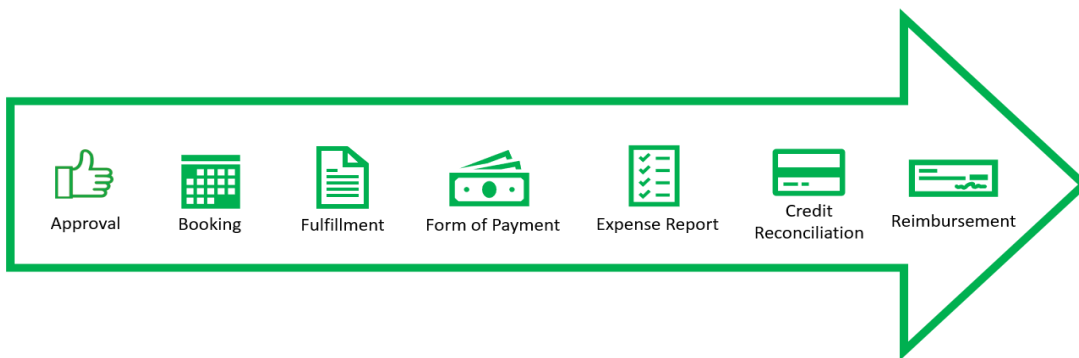 Approval
Booking
Fulfillment
Form of Payment
Expense Report
Credit
Reconciliation
Reimbursement